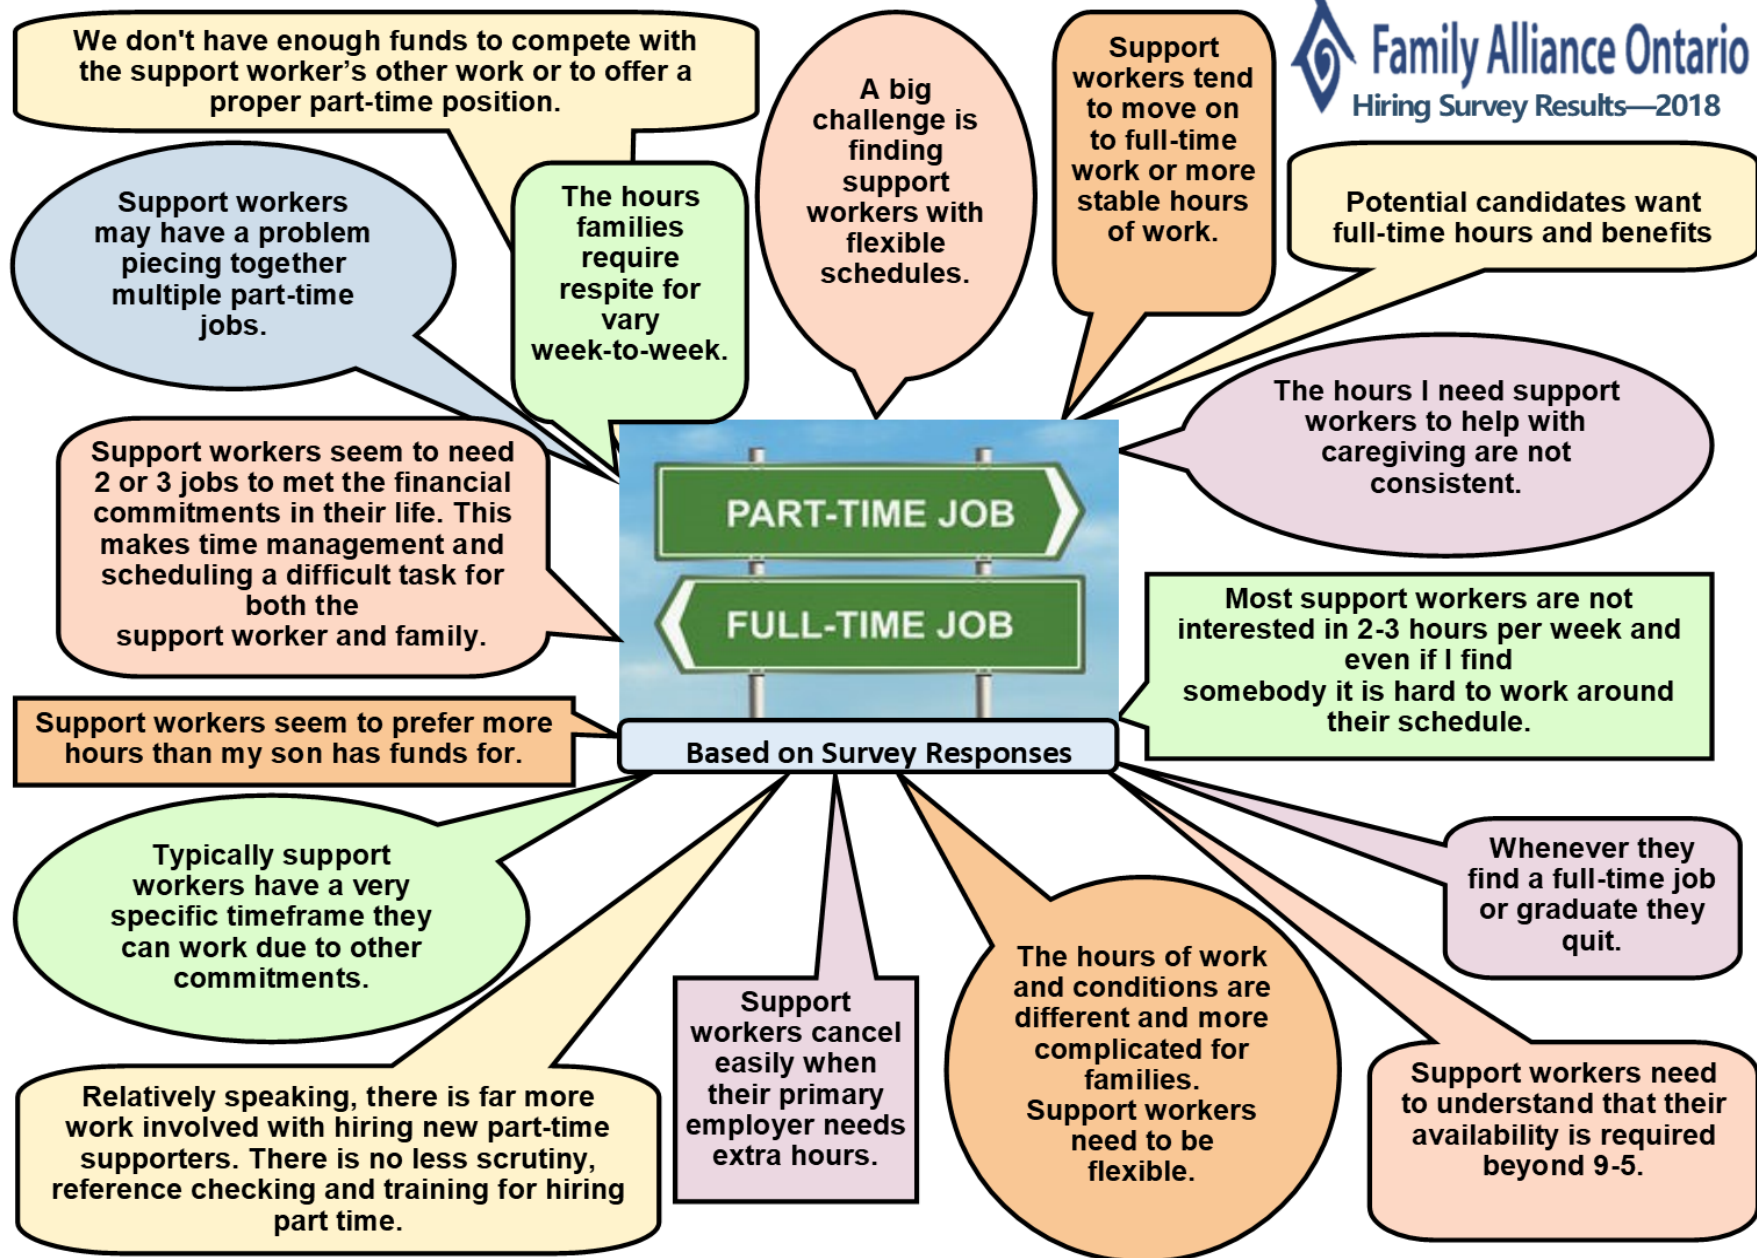 We don't have enough funds to compete with
the support worker's other work or to offer a
proper part-time position.
A big
challenge is
finding
support
workers with
flexible
schedules.
Support
workers tend
to move on
to full-time
work or more
stable hours
of work.
Family Alliance Ontario
Hiring Survey Results—2018
Support workers
may have a problem
piecing together
multiple part-time
jobs.
The hours
families
require
respite for
vary
week-to-week.
Potential candidates want
full-time hours and benefits
The hours I need support
workers to help with
caregiving are not
consistent.
Support workers seem to need
2 or 3 jobs to met the financial
commitments in their life. This
makes time management and
scheduling a difficult task for
both the
support worker and family.
PART-TIME JOB
FULL-TIME JOB
Most support workers are not
interested in 2-3 hours per week and
even if I find
somebody it is hard to work around
their schedule.
Support workers seem to prefer more
hours than my son has funds for.
Based on Survey Responses
Typically support
workers have a very
specific timeframe they
can work due to other
commitments.
Whenever they
find a full-time job
or graduate they
quit.
Relatively speaking, there is far more
work involved with hiring new part-time
supporters. There is no less scrutiny,
reference checking and training for hiring
part time.
Support
workers cancel
easily when
their primary
employer needs
extra hours.
The hours of work
and conditions are
different and more
complicated for
families.
Support workers
need to be
flexible.
Support workers need
to understand that their
availability is required
beyond 9-5.